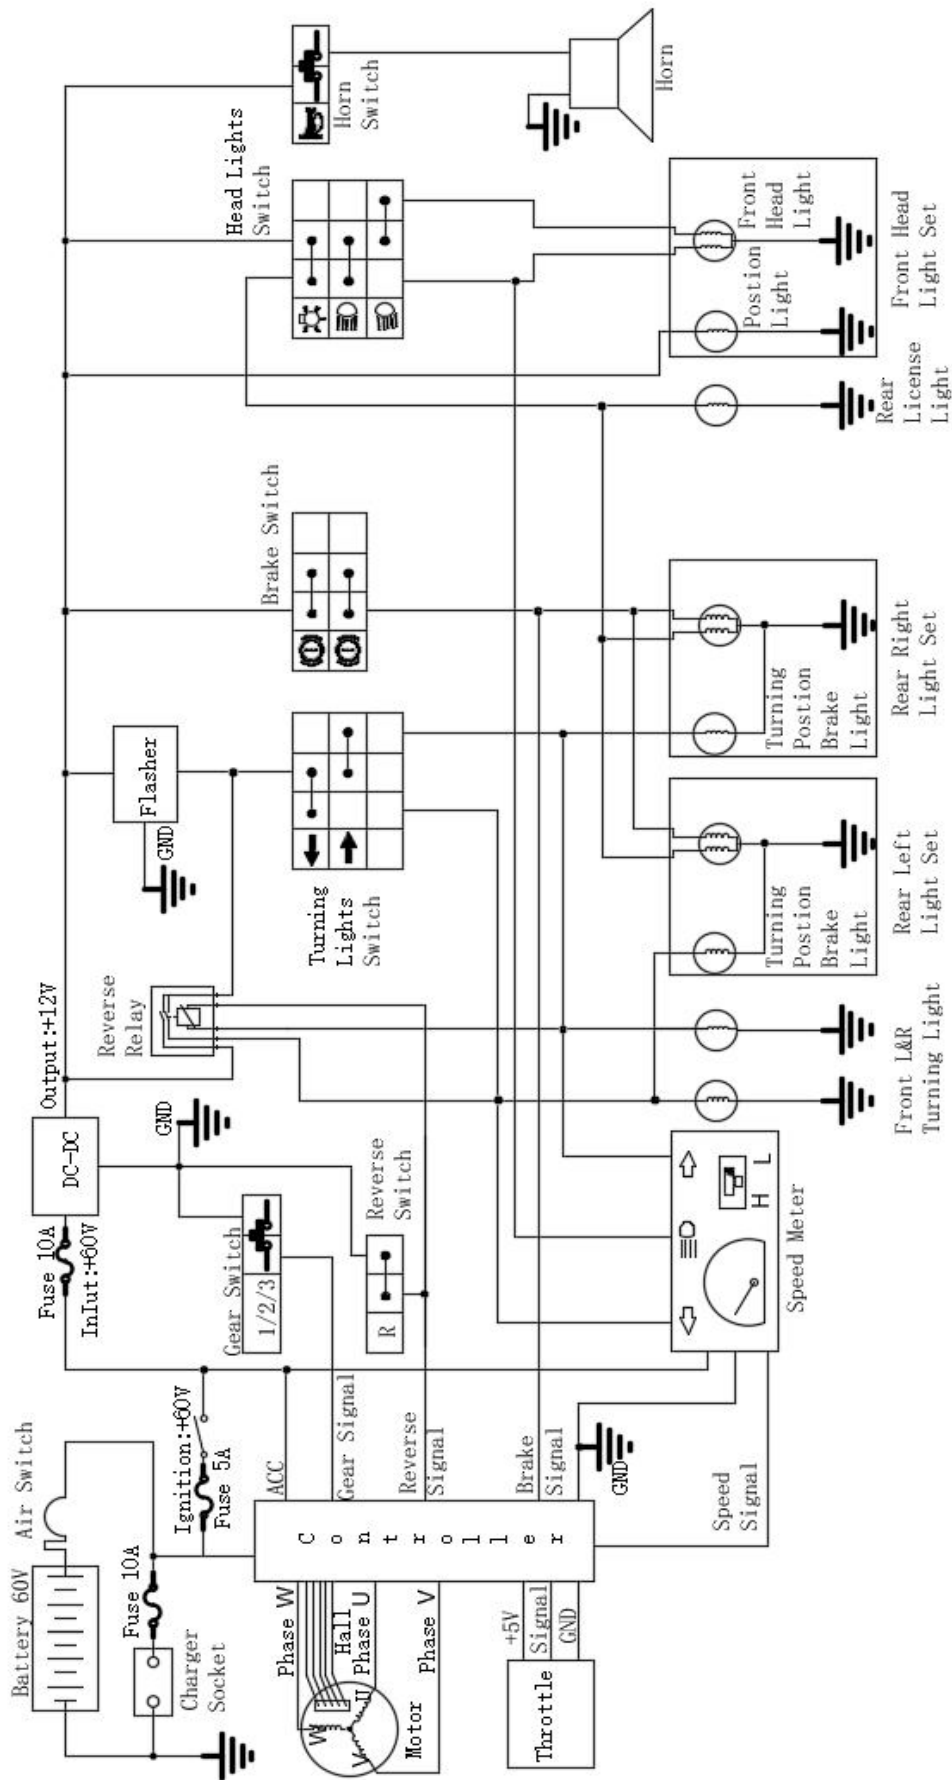 Battery 60V
Air Switch
Fuse 10A
Charger
Socket
Ignition:+60V
Fuse 5A
Fuse 10A
InIut:+60V
DC-DC
Output:+12V
GND
Gear Switch
1/2/3
Reverse
Switch
R
Reverse
Relay
Flasher
GND
Turning
Lights
Switch
Brake Switch
Head Lights
Switch
Horn
Switch
Horn
Controller
ACC
Gear Signal
Reverse
Signal
Brake
Signal
GND
Speed
Signal
Phase W
Hall
Phase U
Phase V
W
U
V
Motor
+5V
Signal
GND
Throttle
H L
Speed Meter
Front L&R
Turning Light
Turning
Postion
Brake
Light
Rear Left
Light Set
Turning
Postion
Brake
Light
Rear Right
Light Set
Rear
License
Light
Postion
Light
Front
Head
Light
Front Head
Light Set